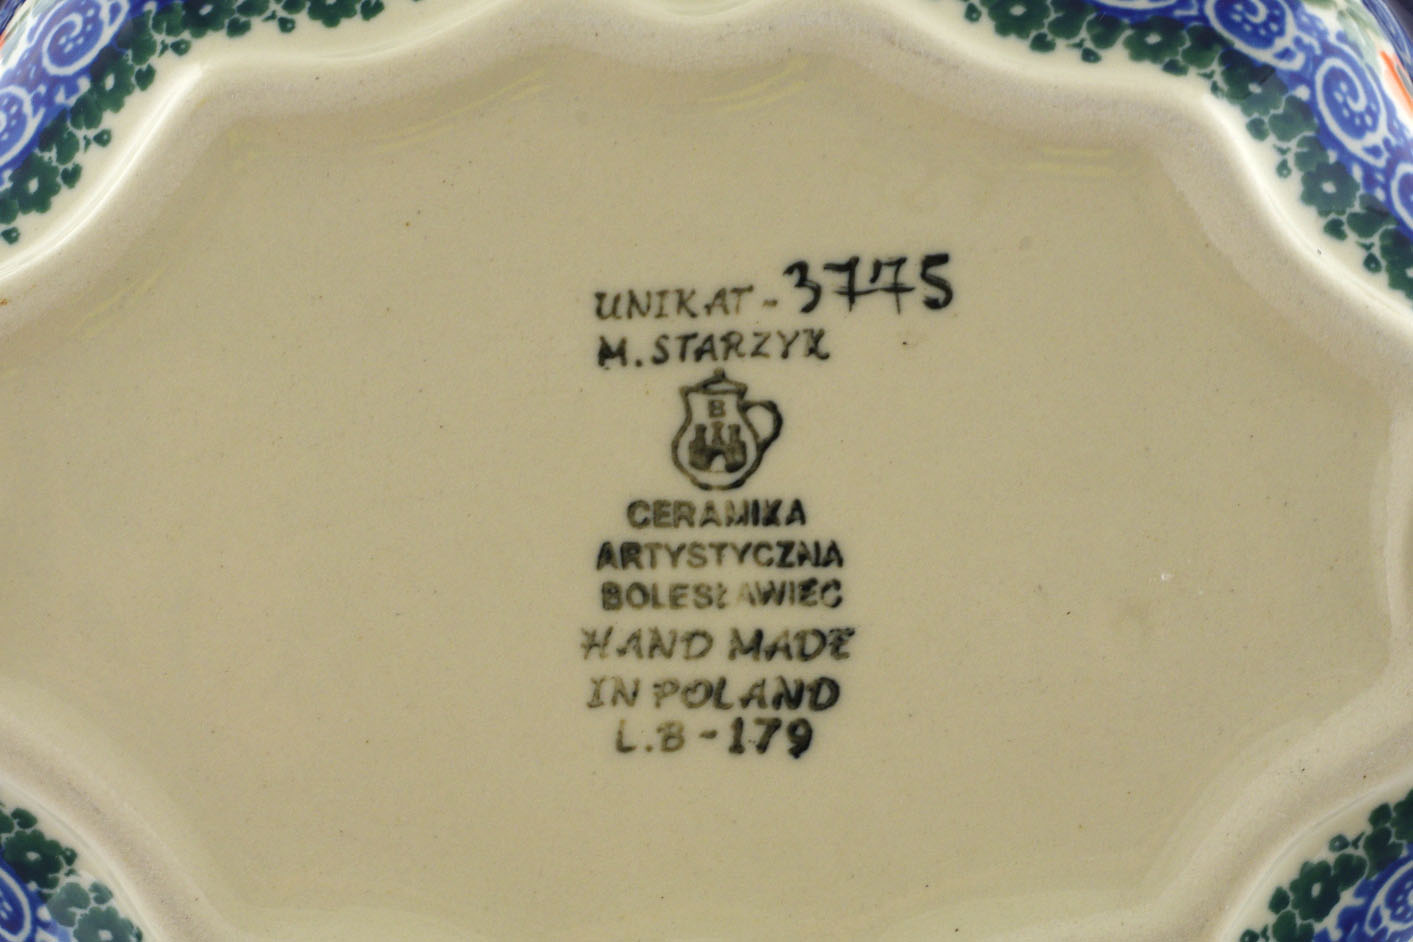 UNIKAT - 3775
M. STARZYK
B
CERAMIKA
ARTYSTYCZNA
BOLESŁAWIEC
HAND MADE
IN POLAND
L.B - 179